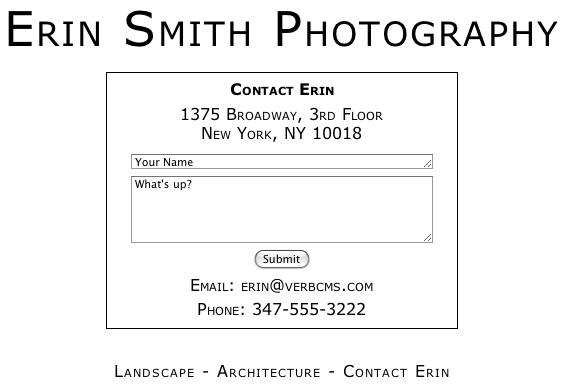 Erin Smith Photography
Contact Erin
1375 Broadway, 3rd Floor
New York, NY 10018
Your Name
What's up?
Submit
Email: erin@verbcms.com
Phone: 347-555-3222
Landscape - Architecture - Contact Erin